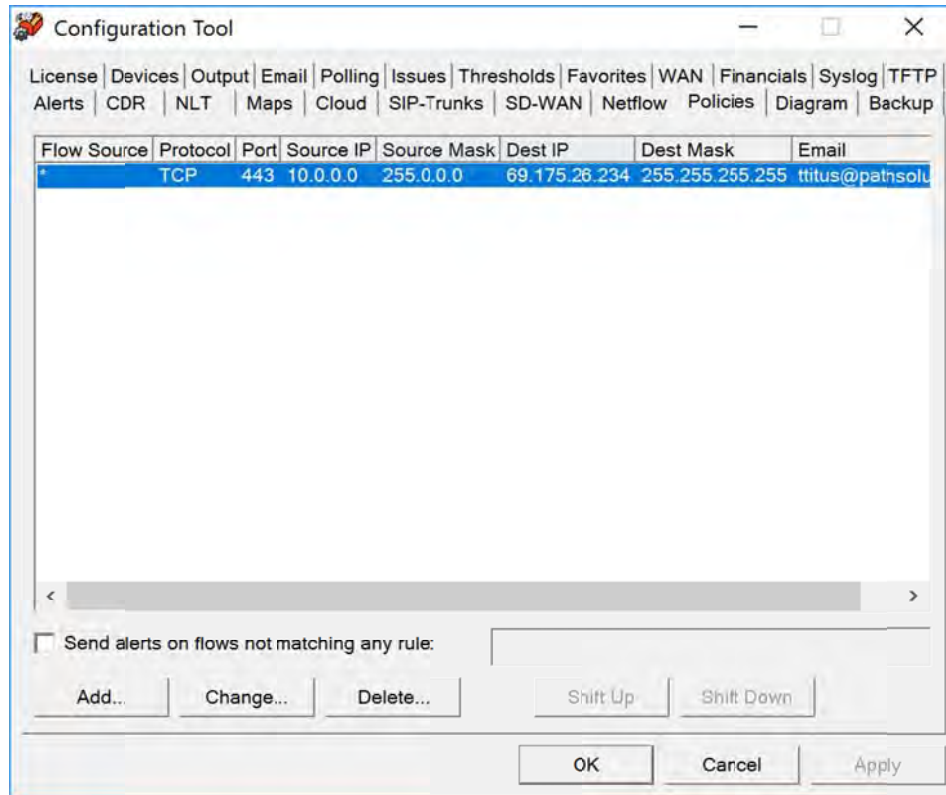 Configuration Tool
License Devices Output Email Polling Issues Thresholds Favorites WAN Financials Syslog TFTP
Alerts CDR NLT Maps Cloud SIP-Trunks SD-WAN Netflow Policies Diagram Backup
Flow Source Protocol Port Source IP Source Mask Dest IP Dest Mask Email
* TCP 443 10.0.0.0 255.0.0.0 69.175.26.234 255.255.255.255 ttitus@pathsolu
Send alerts on flows not matching any rule:
Add... Change... Delete... Shift Up Shift Down
OK Cancel Apply